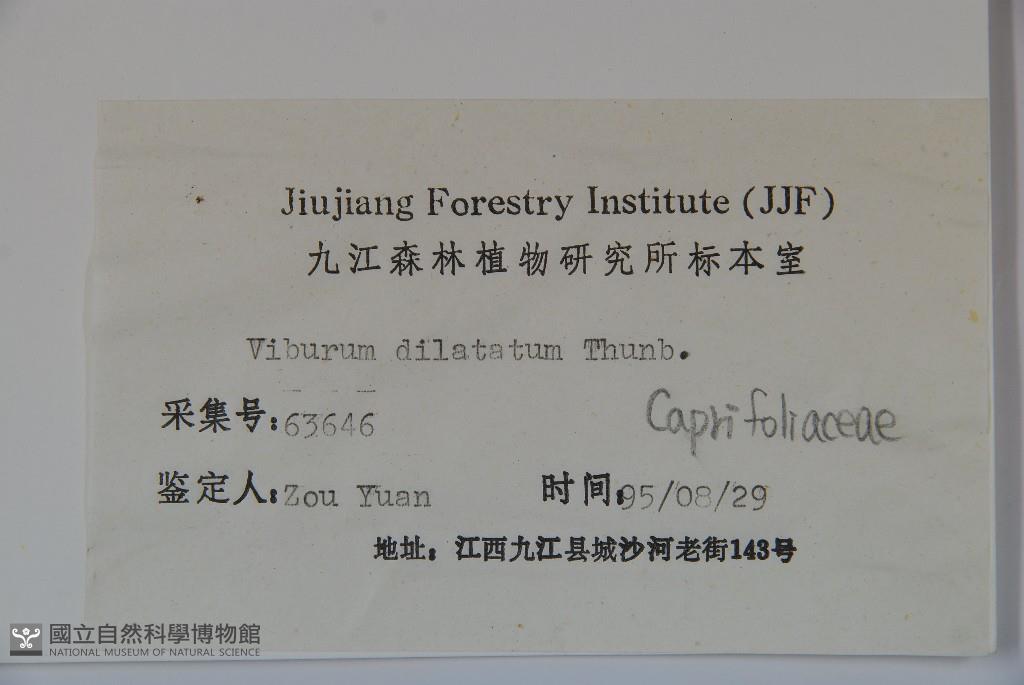 Jiujiang Forestry Institute (JJF)
九江森林植物研究所标本室
Viburum dilatatum Thunb.
采集号:63646
Caprifoliaceae
鉴定人:Zou Yuan 时间:95/08/29
地址：江西九江县城沙河老街143号
國立自然科學博物館
NATIONAL MUSEUM OF NATURAL SCIENCE